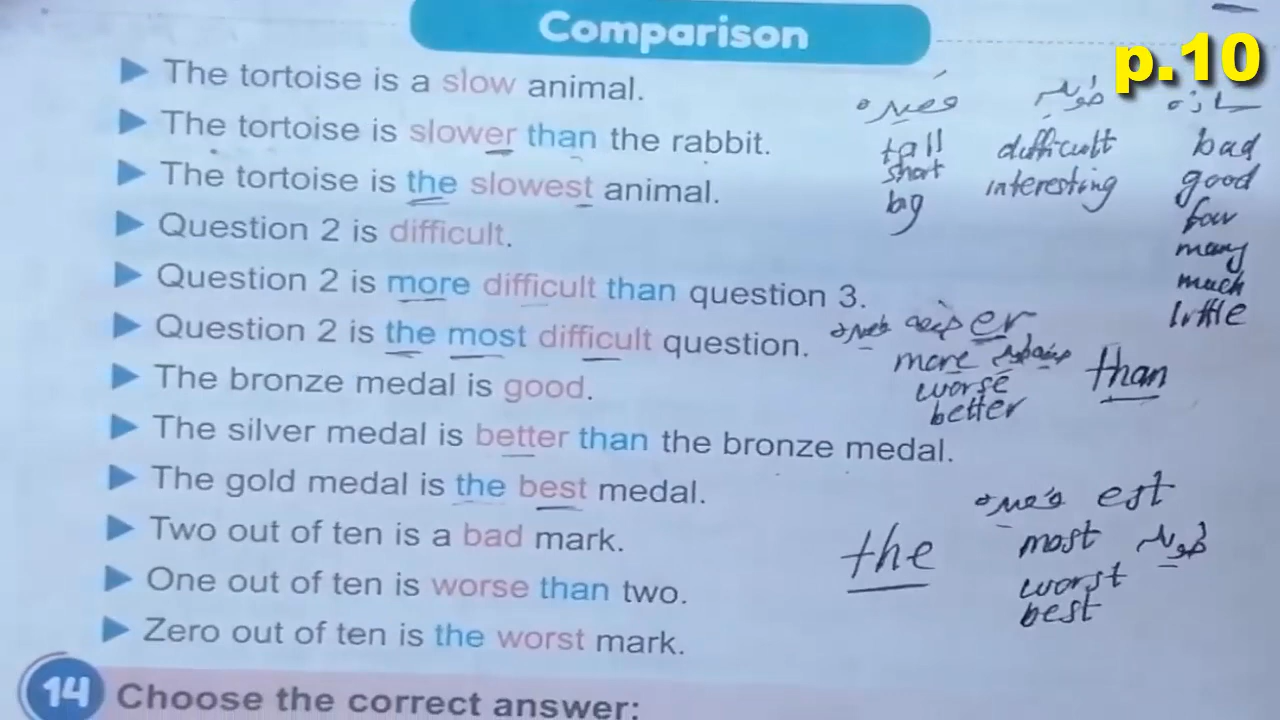 Comparison
p.10
The tortoise is a slow animal.
The tortoise is slower than the rabbit.
The tortoise is the slowest animal.
Question 2 is difficult.
Question 2 is more difficult than question 3.
Question 2 is the most difficult question.
The bronze medal is good.
The silver medal is better than the bronze medal.
The gold medal is the best medal.
Two out of ten is a bad mark.
One out of ten is worse than two.
Zero out of ten is the worst mark.
14 Choose the correct answer:
قصيره طويله شاذه
tall difficult bad
short interesting good
big few
many
much
little
er
more than
worse
better
est
the most طويله
worst
best